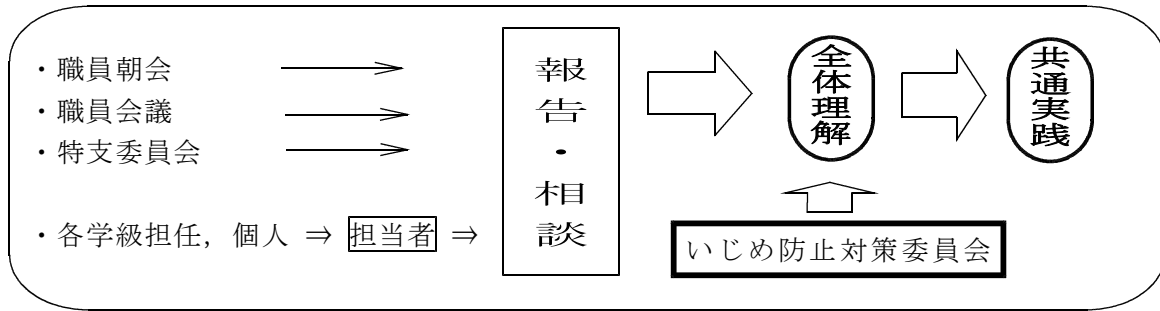 ・職員朝会
・職員会議
・特支委員会
・各学級担任，個人 ⇒ 担当者 ⇒
報告・相談
全体理解
共通実践
いじめ防止対策委員会